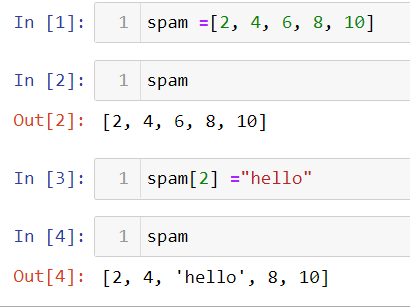 In [1]: 1 spam =[2, 4, 6, 8, 10]
In [2]: 1 spam
Out[2]: [2, 4, 6, 8, 10]
In [3]: 1 spam[2] ="hello"
In [4]: 1 spam
Out[4]: [2, 4, 'hello', 8, 10]